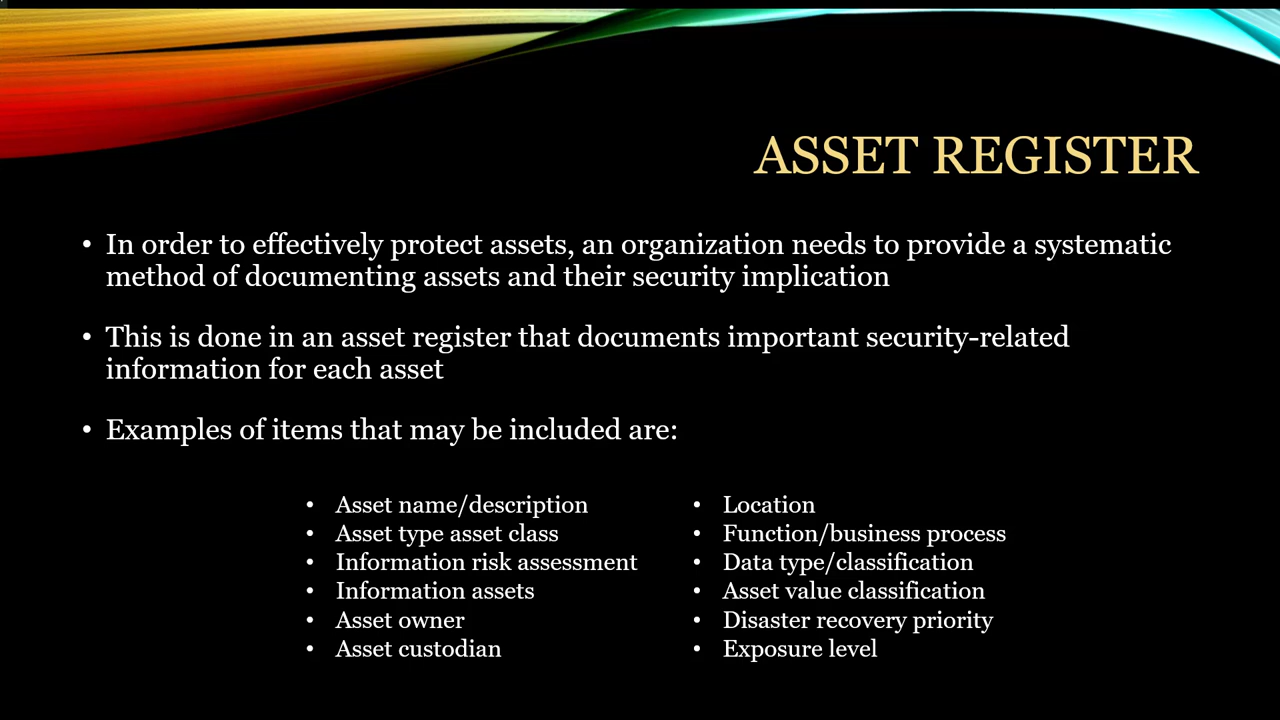 ASSET REGISTER
• In order to effectively protect assets, an organization needs to provide a systematic
method of documenting assets and their security implication
• This is done in an asset register that documents important security-related
information for each asset
• Examples of items that may be included are:
• Asset name/description
• Asset type asset class
• Information risk assessment
• Information assets
• Asset owner
• Asset custodian
• Location
• Function/business process
• Data type/classification
• Asset value classification
• Disaster recovery priority
• Exposure level